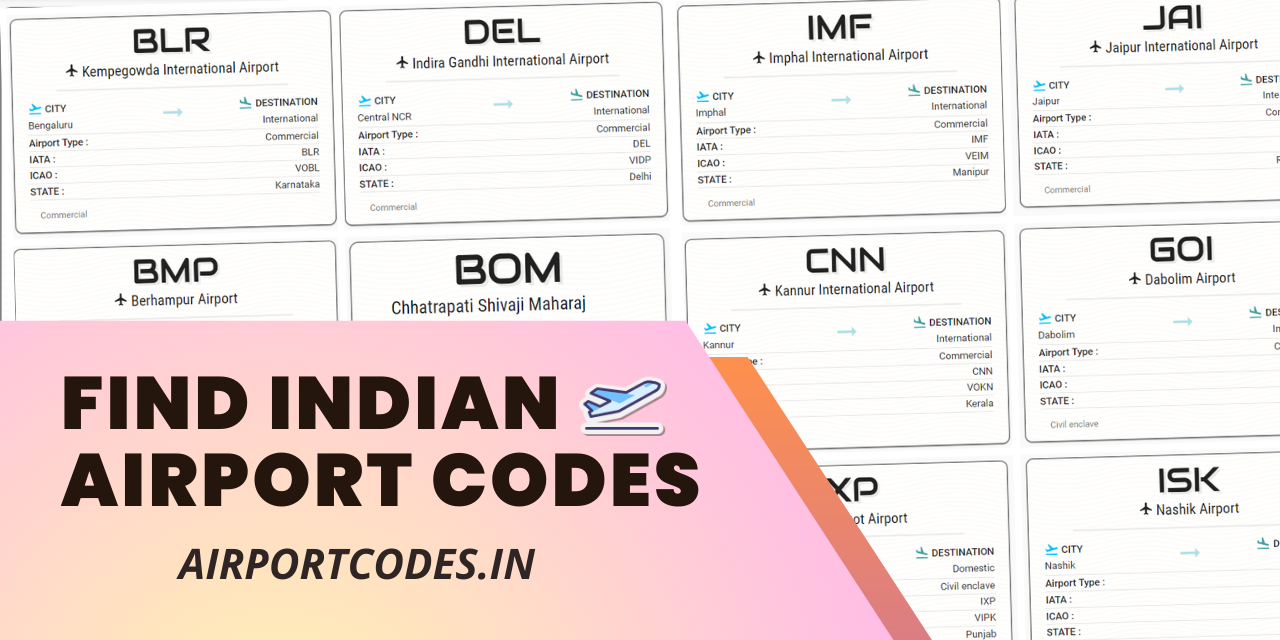 BLR
Kempegowda International Airport
CITY
DESTINATION
Bengaluru
International
Airport Type :
Commercial
IATA :
BLR
ICAO :
VOBL
STATE :
Karnataka
Commercial
DEL
Indira Gandhi International Airport
CITY
DESTINATION
Central NCR
International
Airport Type :
Commercial
IATA :
DEL
ICAO :
VIDP
STATE :
Delhi
Commercial
IMF
Imphal International Airport
CITY
DESTINATION
Imphal
International
Airport Type :
Commercial
IATA :
IMF
ICAO :
VEIM
STATE :
Manipur
Commercial
JAI
Jaipur International Airport
CITY
Jaipur
Airport Type :
IATA :
ICAO :
STATE :
Commercial
BMP
Berhampur Airport
BOM
Chhatrapati Shivaji Maharaj
CNN
Kannur International Airport
CITY
DESTINATION
Kannur
International
Commercial
CNN
VOKN
Kerala
GOI
Dabolim Airport
CITY
Dabolim
Airport Type :
IATA :
ICAO :
STATE :
Civil enclave
XP
Airport
DESTINATION
Domestic
Civil enclave
IXP
VIPK
Punjab
ISK
Nashik Airport
CITY
Nashik
Airport Type :
IATA :
ICAO :
STATE :
FIND INDIAN
AIRPORT CODES
AIRPORTCODES.IN